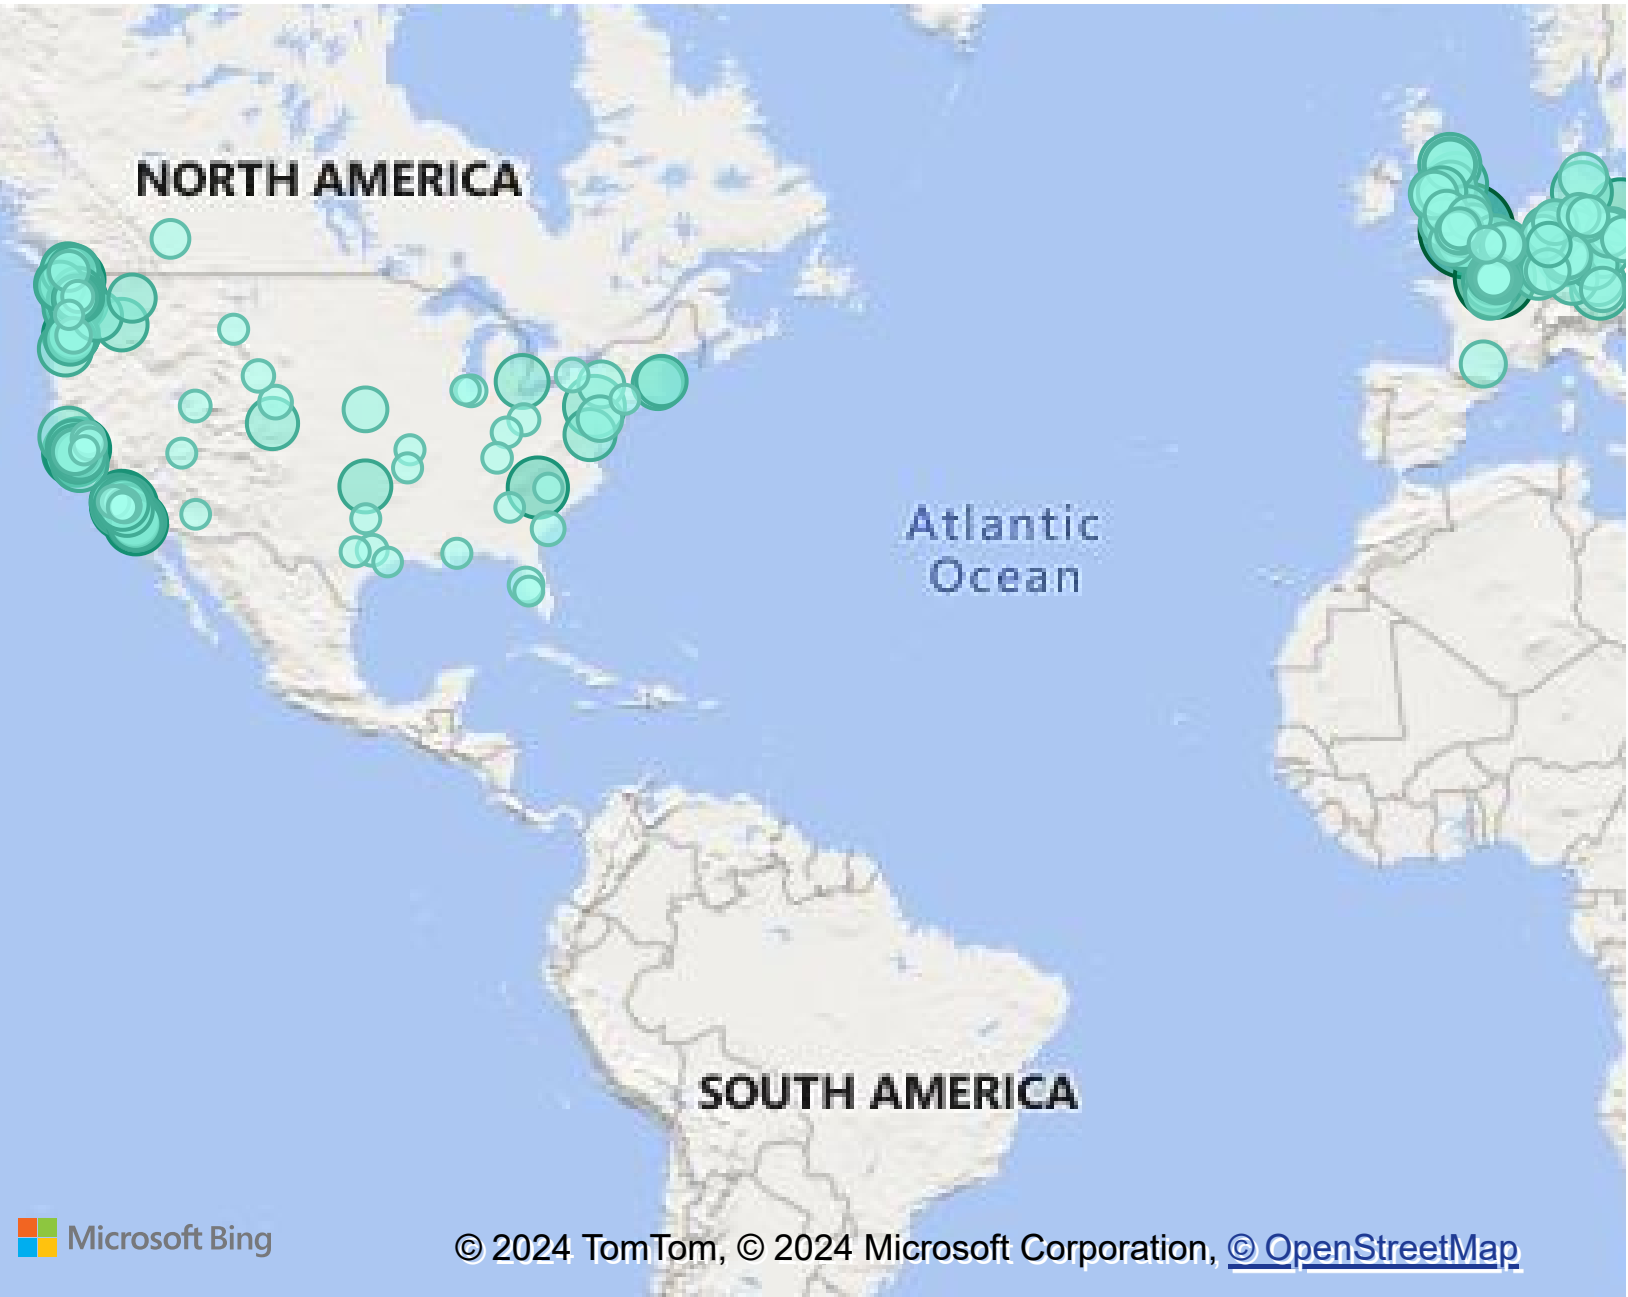 NORTH AMERICA
Atlantic
Ocean
SOUTH AMERICA
Microsoft Bing
© 2024 TomTom, © 2024 Microsoft Corporation, © OpenStreetMap